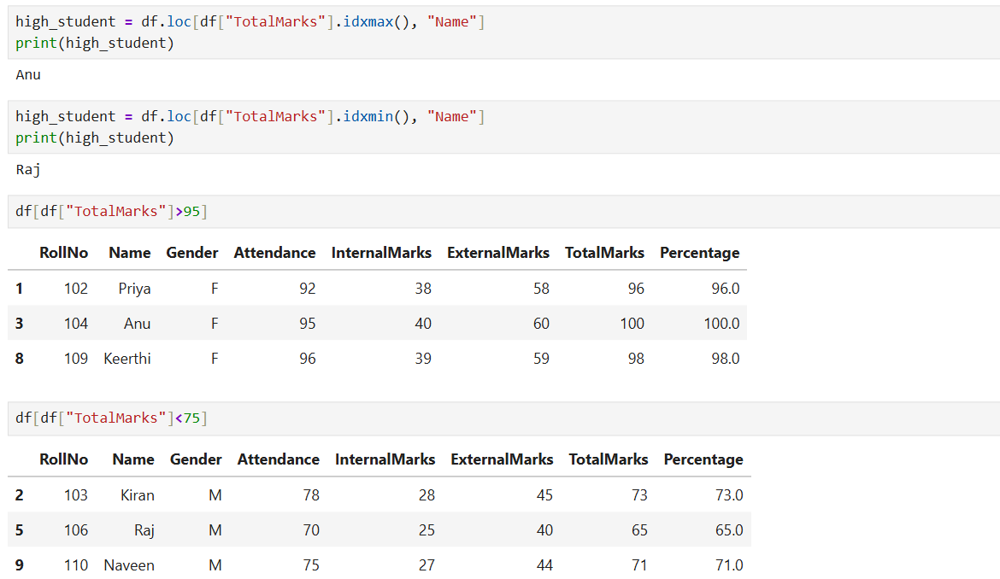 high_student = df.loc[df["TotalMarks"].idxmax(), "Name"]
print(high_student)
Anu
high_student = df.loc[df["TotalMarks"].idxmin(), "Name"]
print(high_student)
Raj
df[df["TotalMarks"]>95]
RollNo Name Gender Attendance InternalMarks ExternalMarks TotalMarks Percentage
1 102 Priya F 92 38 58 96 96.0
3 104 Anu F 95 40 60 100 100.0
8 109 Keerthi F 96 39 59 98 98.0
df[df["TotalMarks"]<75]
RollNo Name Gender Attendance InternalMarks ExternalMarks TotalMarks Percentage
2 103 Kiran M 78 28 45 73 73.0
5 106 Raj M 70 25 40 65 65.0
9 110 Naveen M 75 27 44 71 71.0